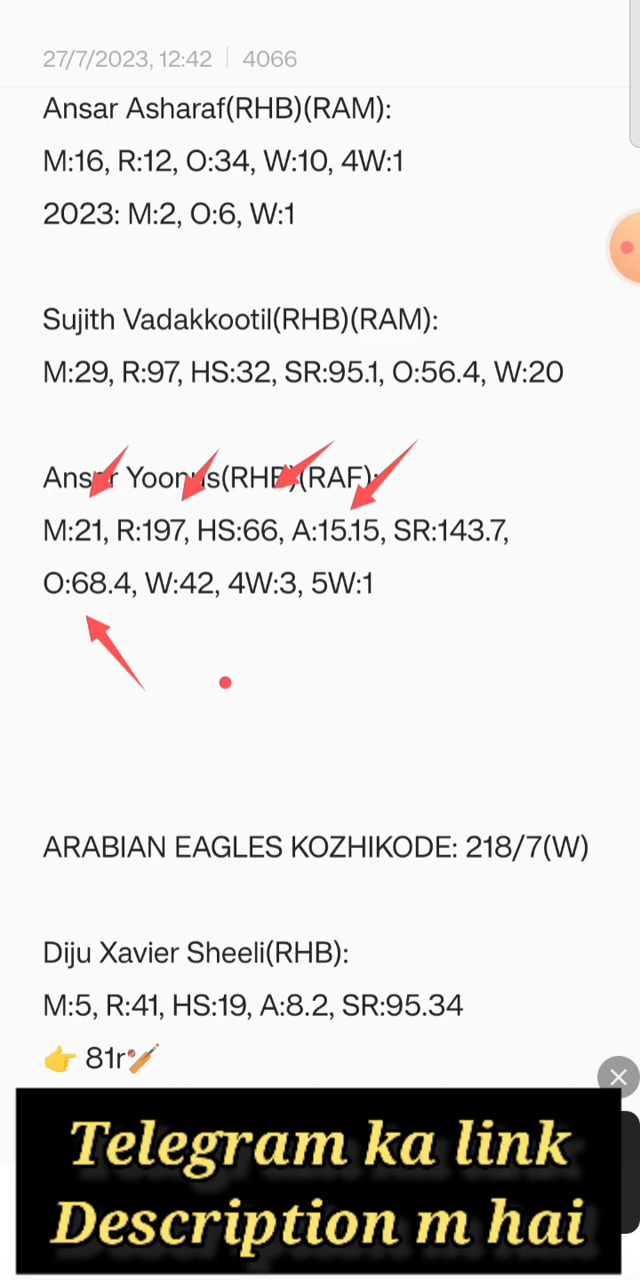 27/7/2023, 12:42 | 4066
Ansar Asharaf(RHB)(RAM):
M:16, R:12, O:34, W:10, 4W:1
2023: M:2, O:6, W:1
Sujith Vadakkootil(RHB)(RAM):
M:29, R:97, HS:32, SR:95.1, O:56.4, W:20
Ansar Yoonus(RHB)(RAF):
M:21, R:197, HS:66, A:15.15, SR:143.7,
O:68.4, W:42, 4W:3, 5W:1
ARABIAN EAGLES KOZHIKODE: 218/7(W)
Diju Xavier Sheeli(RHB):
M:5, R:41, HS:19, A:8.2, SR:95.34
👉 81r🏏
Telegram ka link
Description m hai